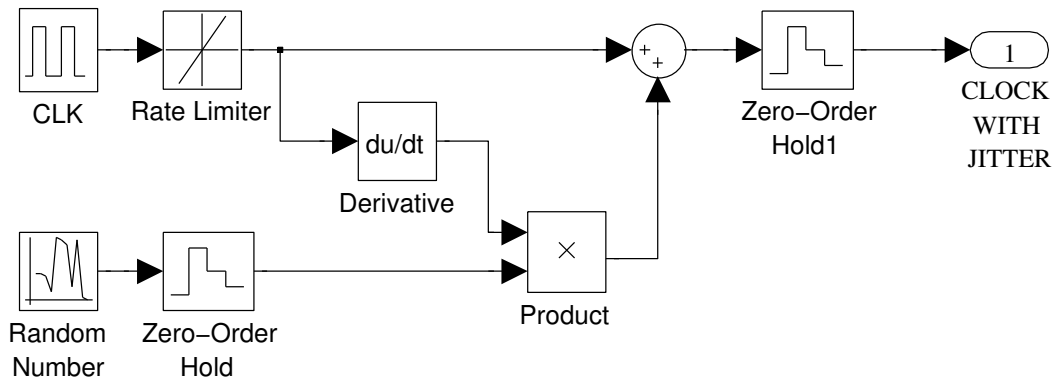 CLK
Rate Limiter
+
+
Zero−Order
Hold1
1
CLOCK
WITH
JITTER
du/dt
Derivative
×
Product
Random
Number
Zero−Order
Hold